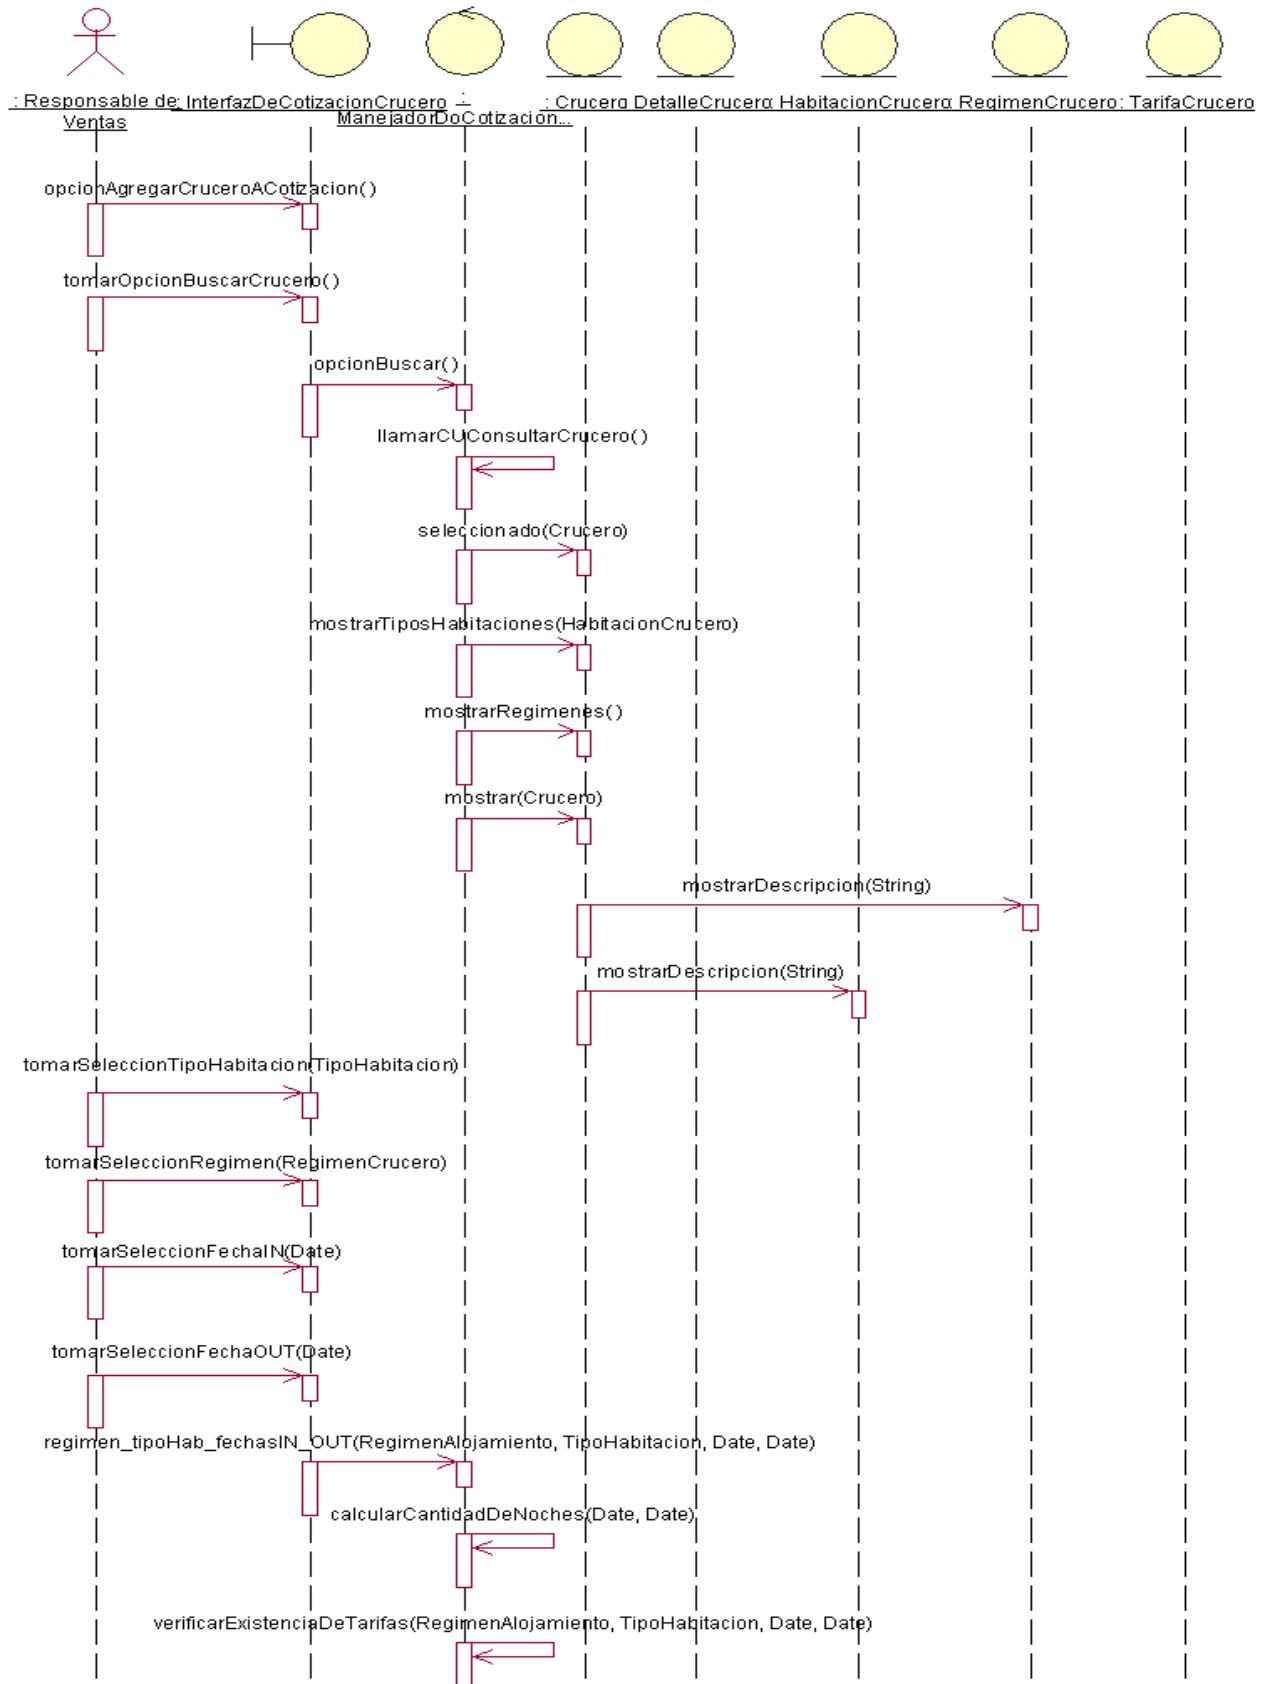 : Responsable de
Ventas
: InterfazDeCotizacionCrucero
:
ManejadorDoCotizacion...
: Crucero
DetalleCrucero
: HabitacionCrucero
: RegimenCrucero
: TarifaCrucero
opcionAgregarCruceroACotizacion()
tomarOpcionBuscarCrucero()
opcionBuscar()
llamarCUConsultarCrucero()
seleccionado(Crucero)
mostrarTiposHabitaciones(HabitacionCrucero)
mostrarRegimenes()
mostrar(Crucero)
mostrarDescripcion(String)
mostrarDescripcion(String)
tomarSeleccionTipoHabitacion(TipoHabitacion)
tomarSeleccionRegimen(RegimenCrucero)
tomarSeleccionFechaIN(Date)
tomarSeleccionFechaOUT(Date)
regimen_tipoHab_fechasIN_OUT(RegimenAlojamiento, TipoHabitacion, Date, Date)
calcularCantidadDeNoches(Date, Date)
verificarExistenciaDeTarifas(RegimenAlojamiento, TipoHabitacion, Date, Date)